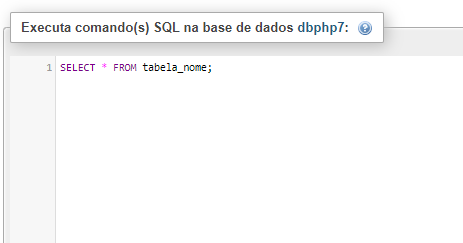 Executa comando(s) SQL na base de dados dbphp7:
1 SELECT * FROM tabela_nome;